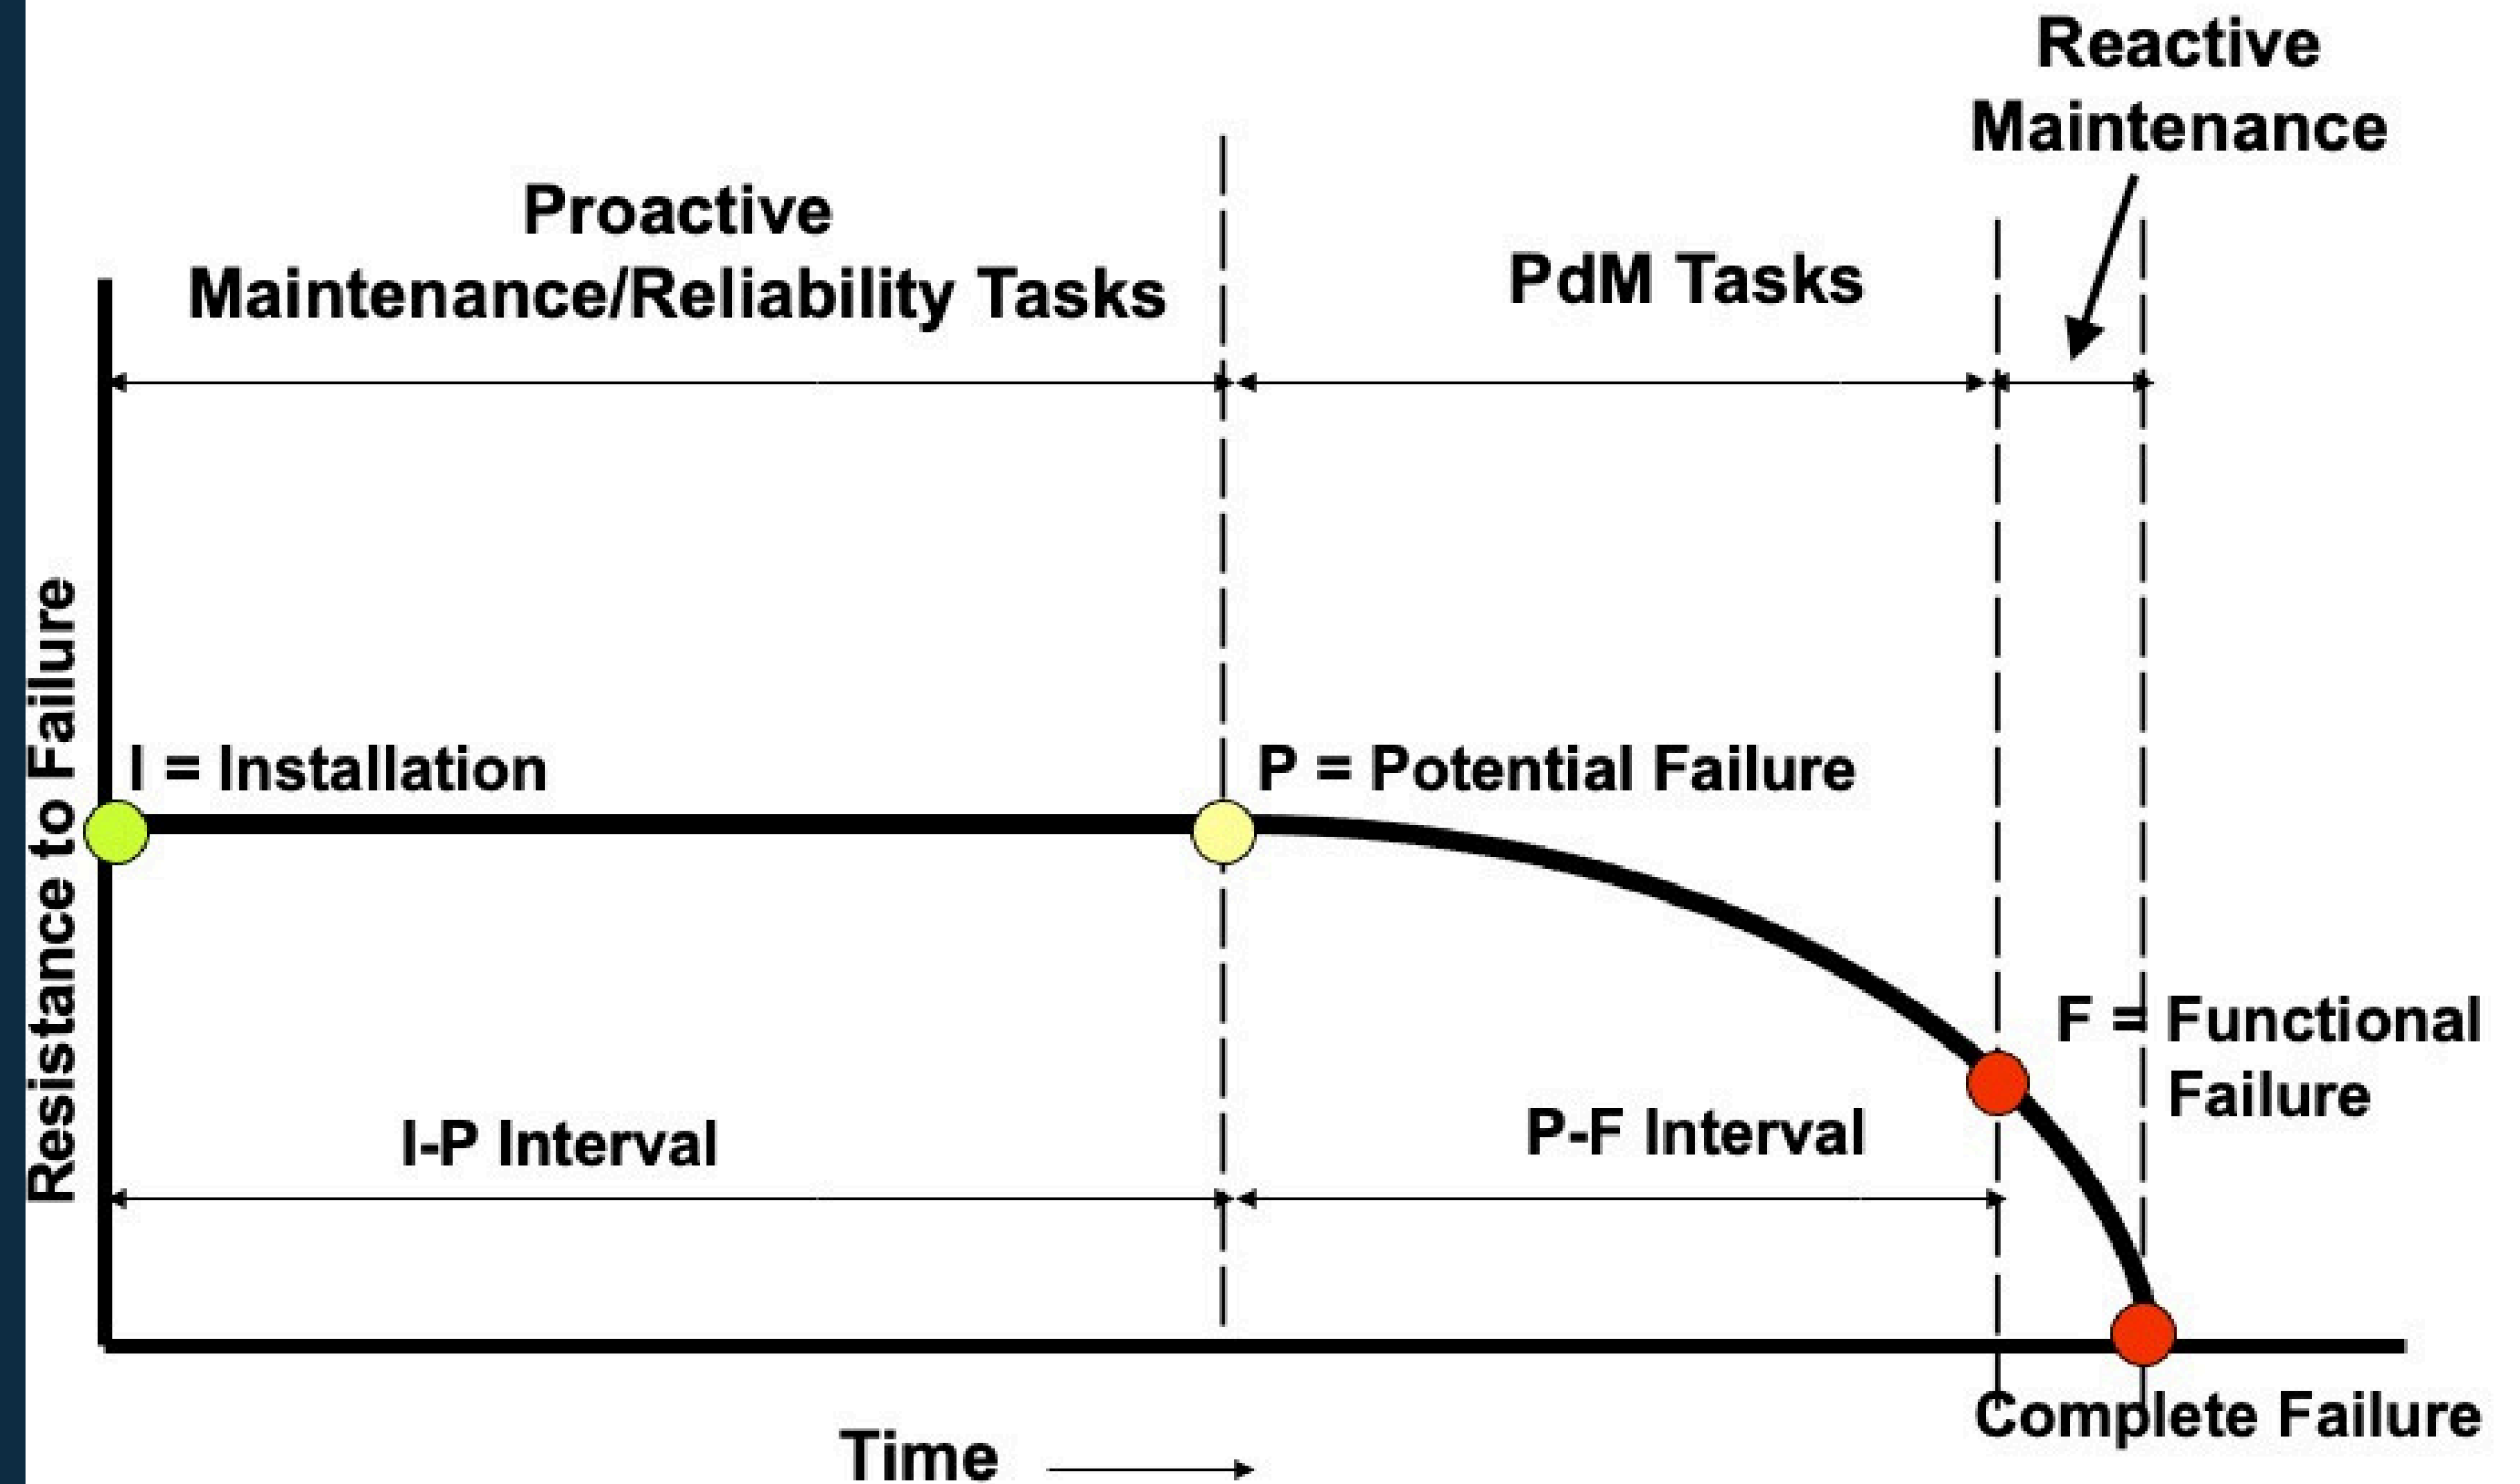 Reactive
Maintenance
Proactive
Maintenance/Reliability Tasks
PdM Tasks
Resistance to Failure
I = Installation
P = Potential Failure
F = Functional
Failure
I-P Interval
P-F Interval
Complete Failure
Time